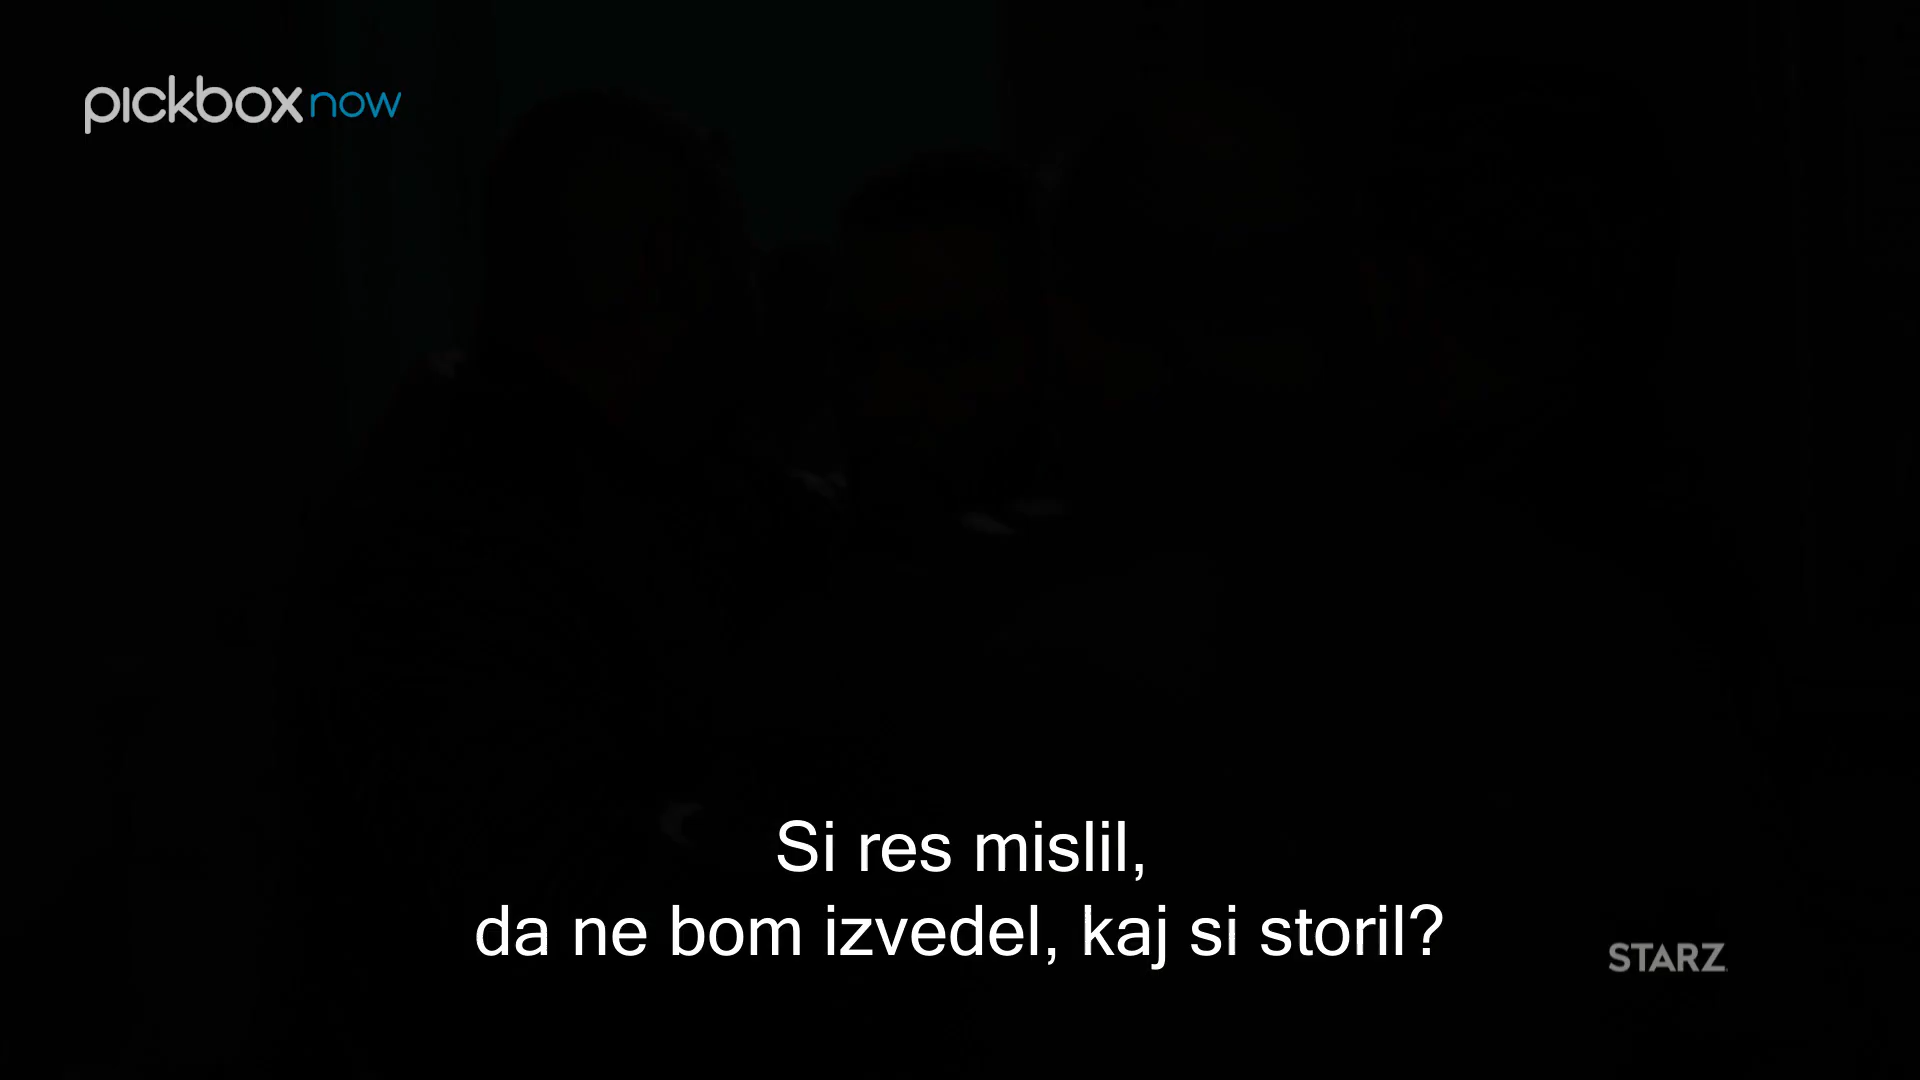 pickbox now
Si res mislil,
da ne bom izvedel, kaj si storil?
STARZ